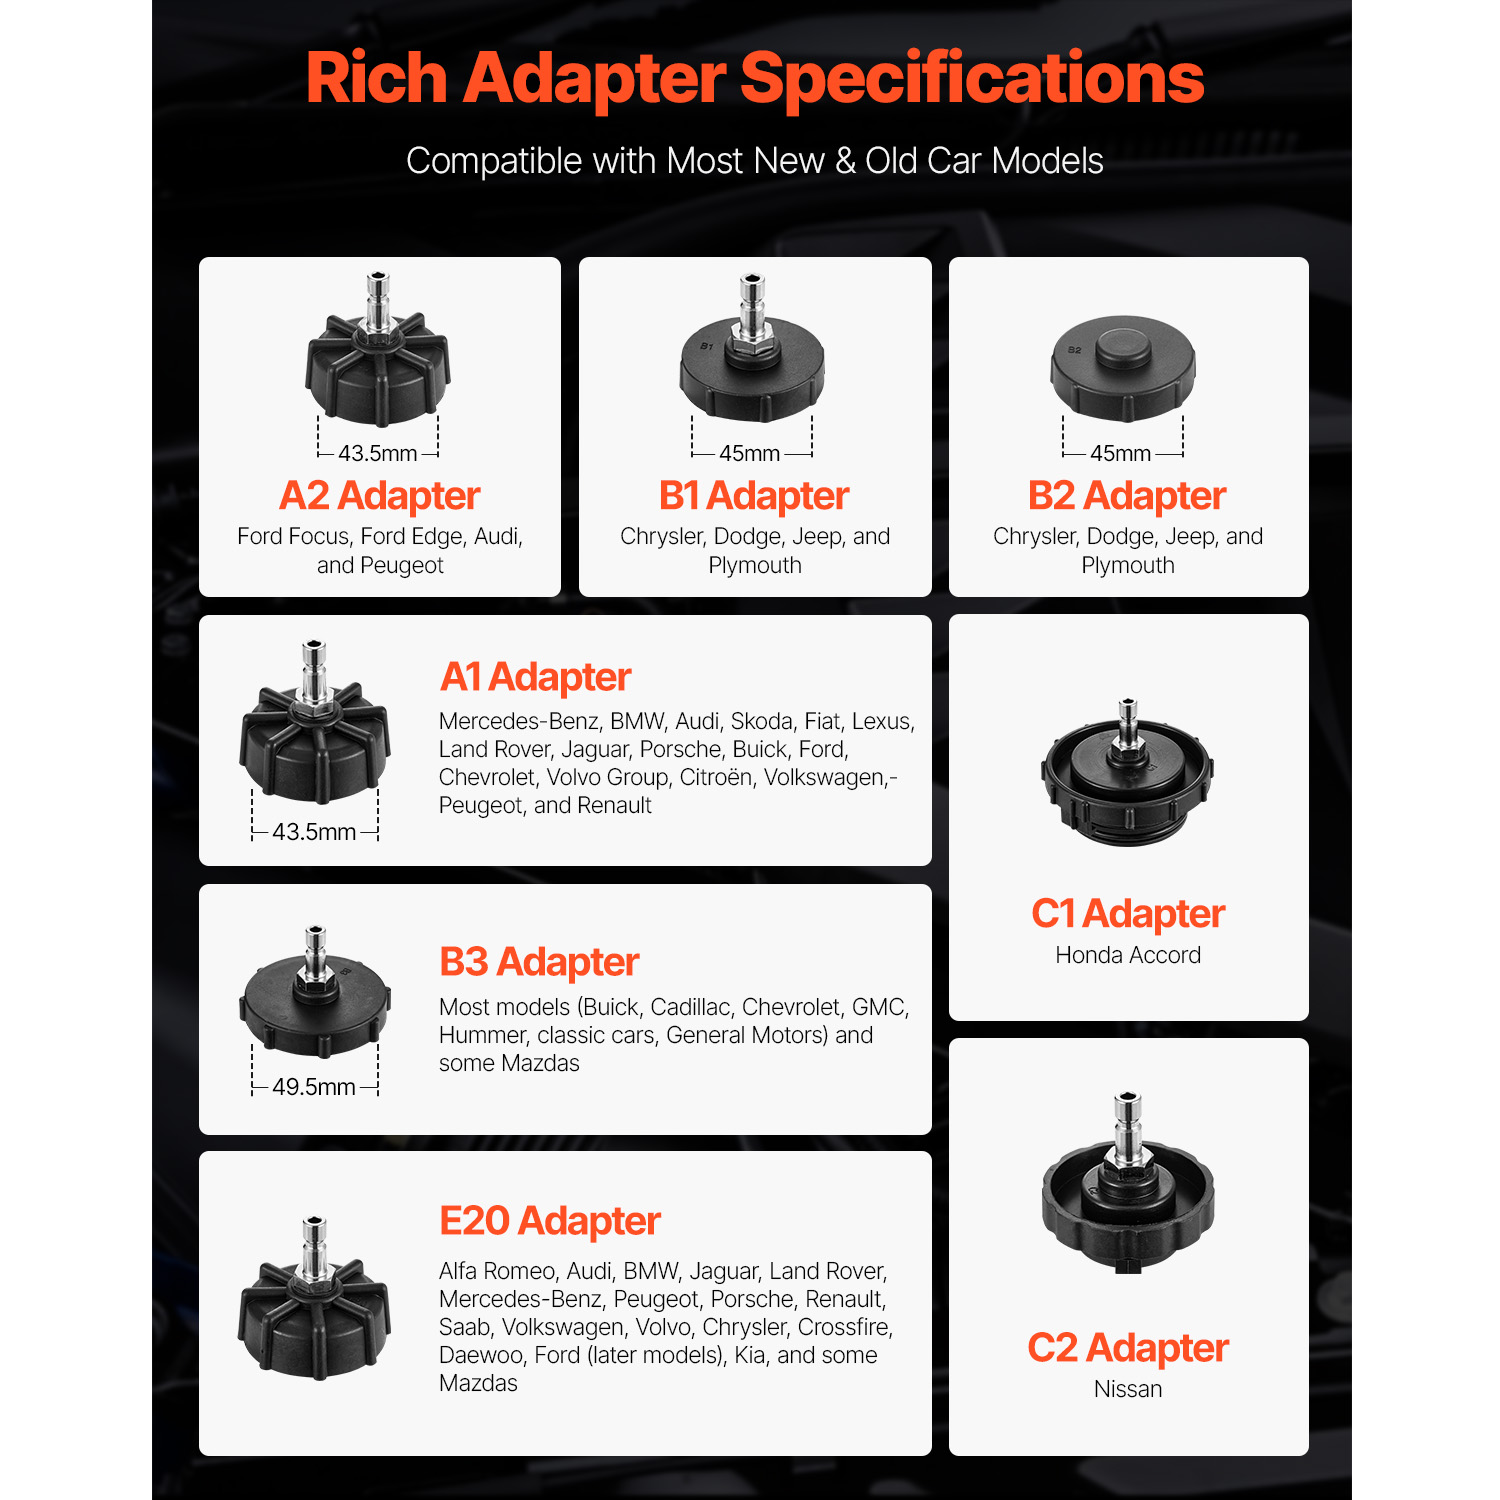 Rich Adapter Specifications
Compatible with Most New & Old Car Models
43.5mm
A2 Adapter
Ford Focus, Ford Edge, Audi,
and Peugeot
B1
45mm
B1 Adapter
Chrysler, Dodge, Jeep, and
Plymouth
B2
45mm
B2 Adapter
Chrysler, Dodge, Jeep, and
Plymouth
43.5mm
A1 Adapter
Mercedes-Benz, BMW, Audi, Skoda, Fiat, Lexus,
Land Rover, Jaguar, Porsche, Buick, Ford,
Chevrolet, Volvo Group, Citroën, Volkswagen,-
Peugeot, and Renault
C1 Adapter
Honda Accord
49.5mm
B3 Adapter
Most models (Buick, Cadillac, Chevrolet, GMC,
Hummer, classic cars, General Motors) and
some Mazdas
E20 Adapter
Alfa Romeo, Audi, BMW, Jaguar, Land Rover,
Mercedes-Benz, Peugeot, Porsche, Renault,
Saab, Volkswagen, Volvo, Chrysler, Crossfire,
Daewoo, Ford (later models), Kia, and some
Mazdas
C2 Adapter
Nissan